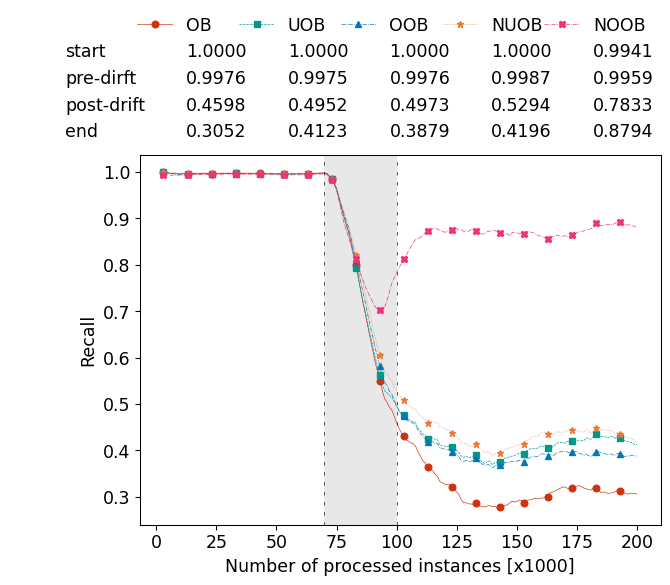 OB UOB OOB NUOB NOOB
start 1.0000 1.0000 1.0000 1.0000 0.9941
pre-dirft 0.9976 0.9975 0.9976 0.9987 0.9959
post-drift 0.4598 0.4952 0.4973 0.5294 0.7833
end 0.3052 0.4123 0.3879 0.4196 0.8794
1.0
0.9
0.8
0.7
0.6
0.5
0.4
0.3
Recall
0 25 50 75 100 125 150 175 200
Number of processed instances [x1000]